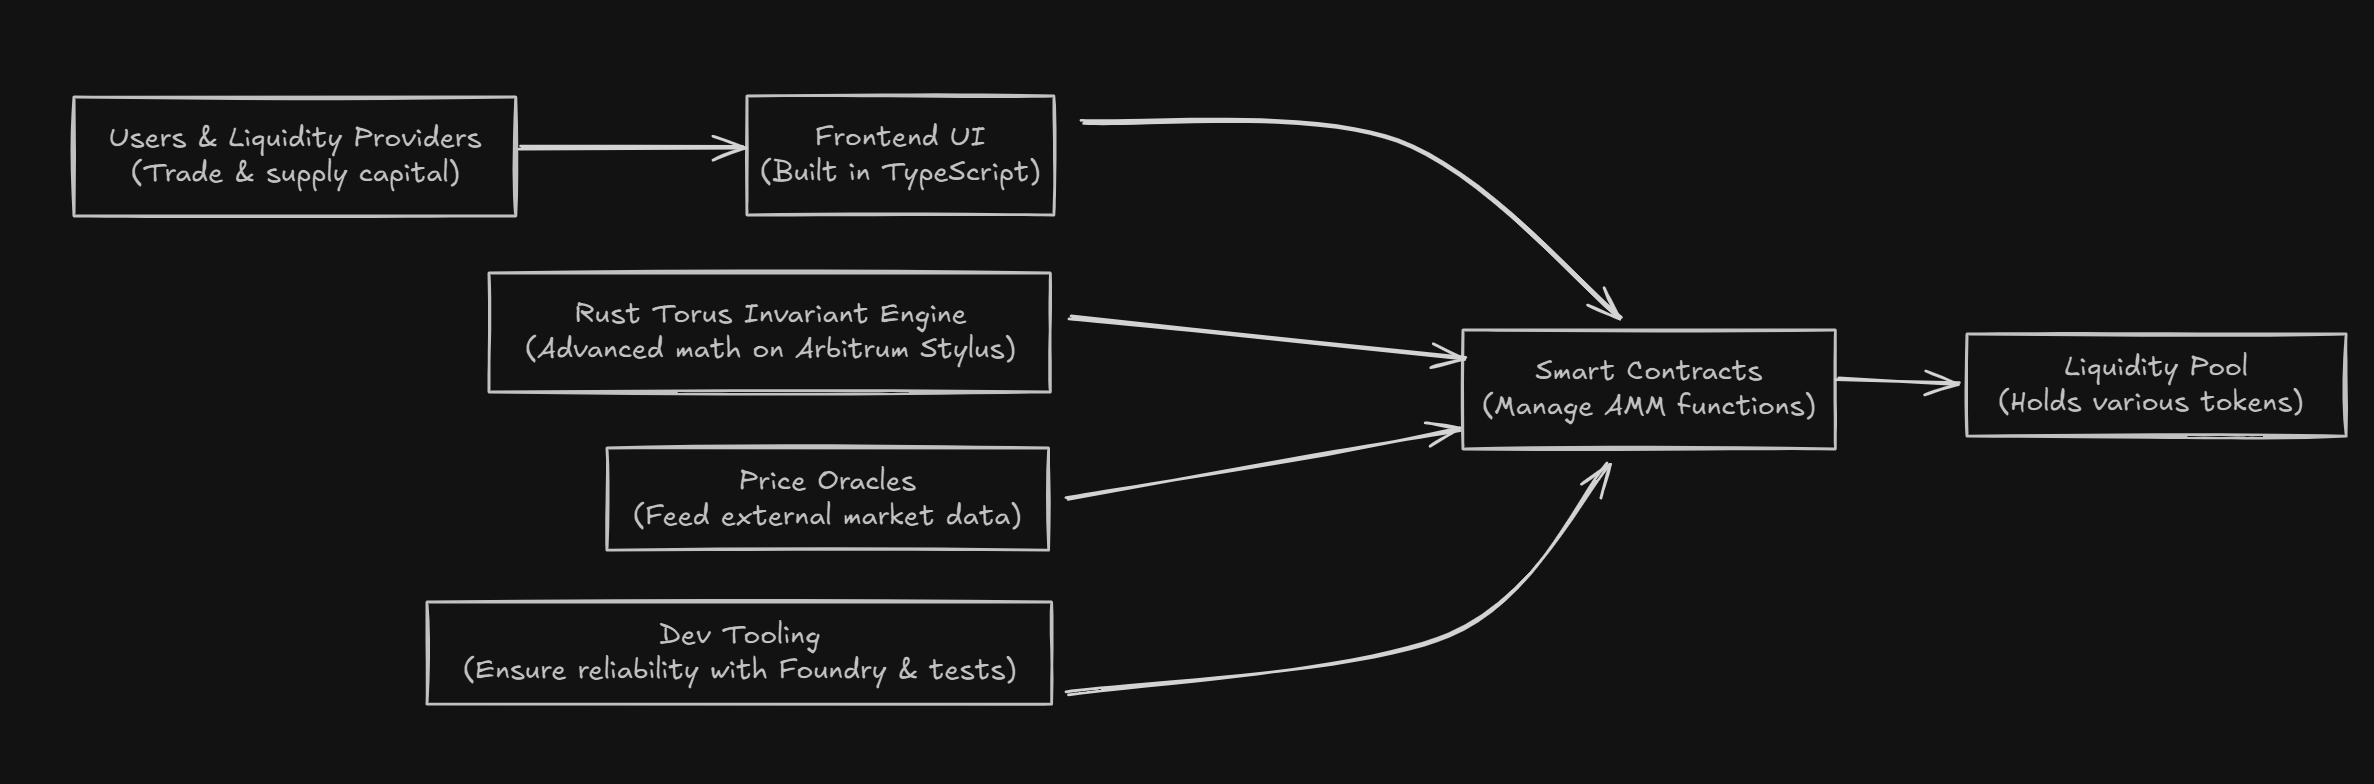 Users & Liquidity Providers
(Trade & supply capital)
Frontend UI
(Built in TypeScript)
Rust Torus Invariant Engine
(Advanced math on Arbitrum Stylus)
Smart Contracts
(Manage AMM functions)
Liquidity Pool
(Holds various tokens)
Price Oracles
(Feed external market data)
Dev Tooling
(Ensure reliability with Foundry & tests)